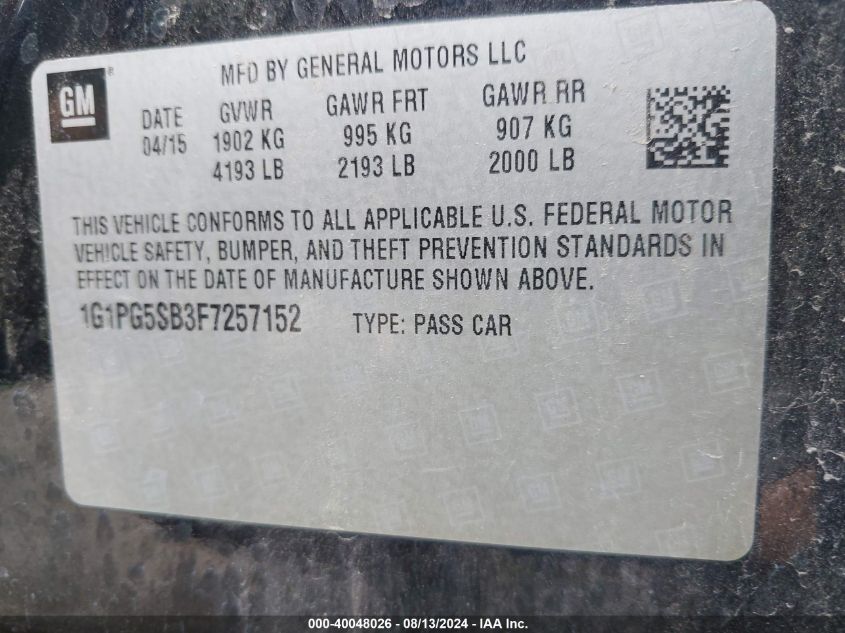 GM ®
MFD BY GENERAL MOTORS LLC
DATE GVWR GAWR FRT GAWR RR
04/15 1902 KG 995 KG 907 KG
4193 LB 2193 LB 2000 LB
THIS VEHICLE CONFORMS TO ALL APPLICABLE U.S. FEDERAL MOTOR
VEHICLE SAFETY, BUMPER, AND THEFT PREVENTION STANDARDS IN
EFFECT ON THE DATE OF MANUFACTURE SHOWN ABOVE.
1G1PG5SB3F7257152 TYPE: PASS CAR
000-40048026 - 08/13/2024 - IAA Inc.